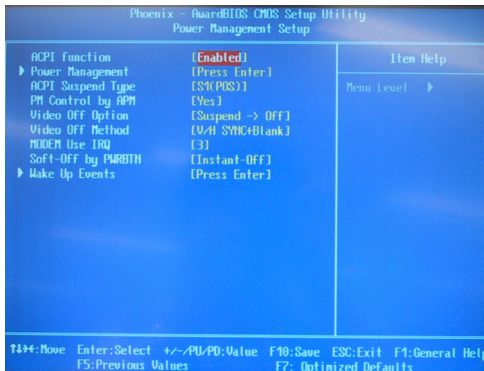 Phoenix - AwardBIOS CMOS Setup Utility
Power Management Setup
ACPI function [Enabled]
Power Management [Press Enter]
ACPI Suspend Type [S1(POS)]
PM Control by APM [Yes]
Video Off Option [Suspend -> Off]
Video Off Method [V/H SYNC+Blank]
MODEM Use IRQ [3]
Soft-Off by PWRBTN [Instant-Off]
Wake Up Events [Press Enter]
Item Help
Menu Level
↑↓→←:Move Enter:Select +/-/PU/PD:Value F10:Save ESC:Exit F1:General Help
F5:Previous Values F7: Optimized Defaults